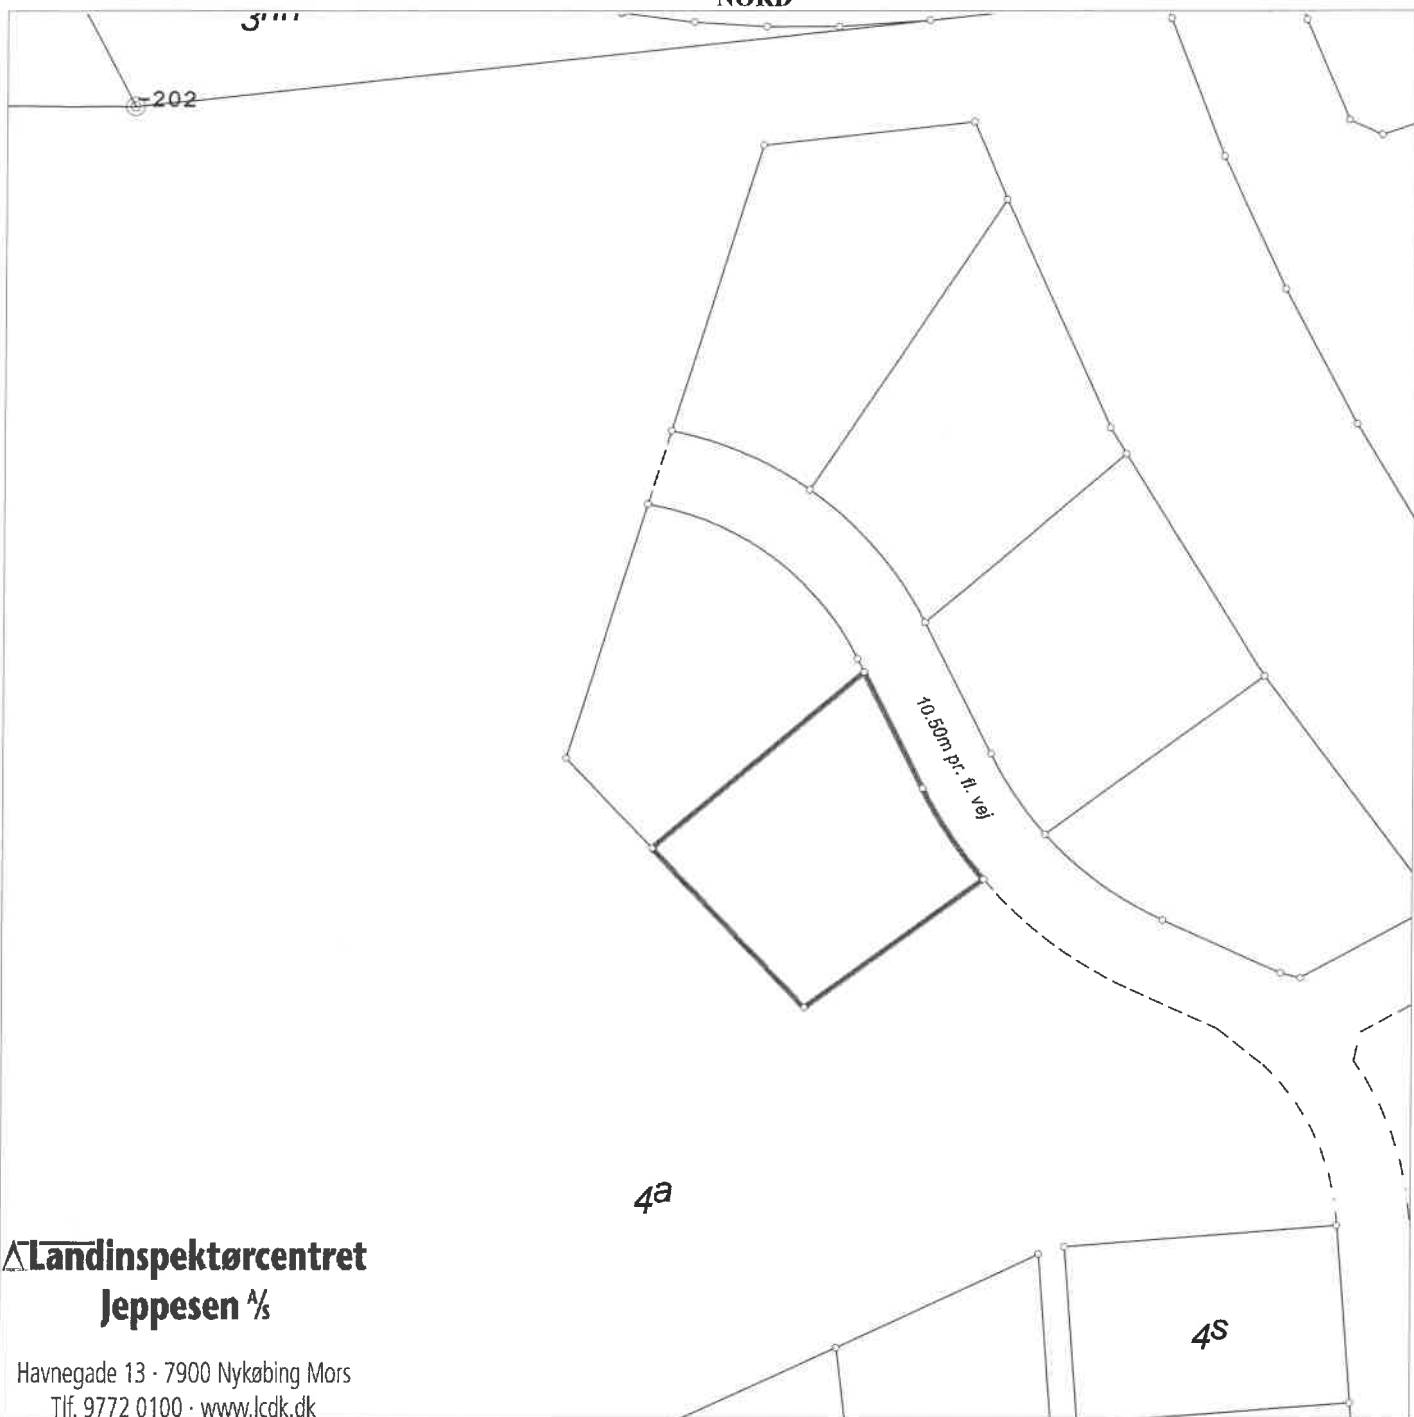 NORD
202
10.50m pr. fl. vej
4a
Landinspektørcentret
Jeppesen A/S
4s
Havnegade 13 · 7900 Nykøbing Mors
Tlf. 9772 0100 · www.lcdk.dk